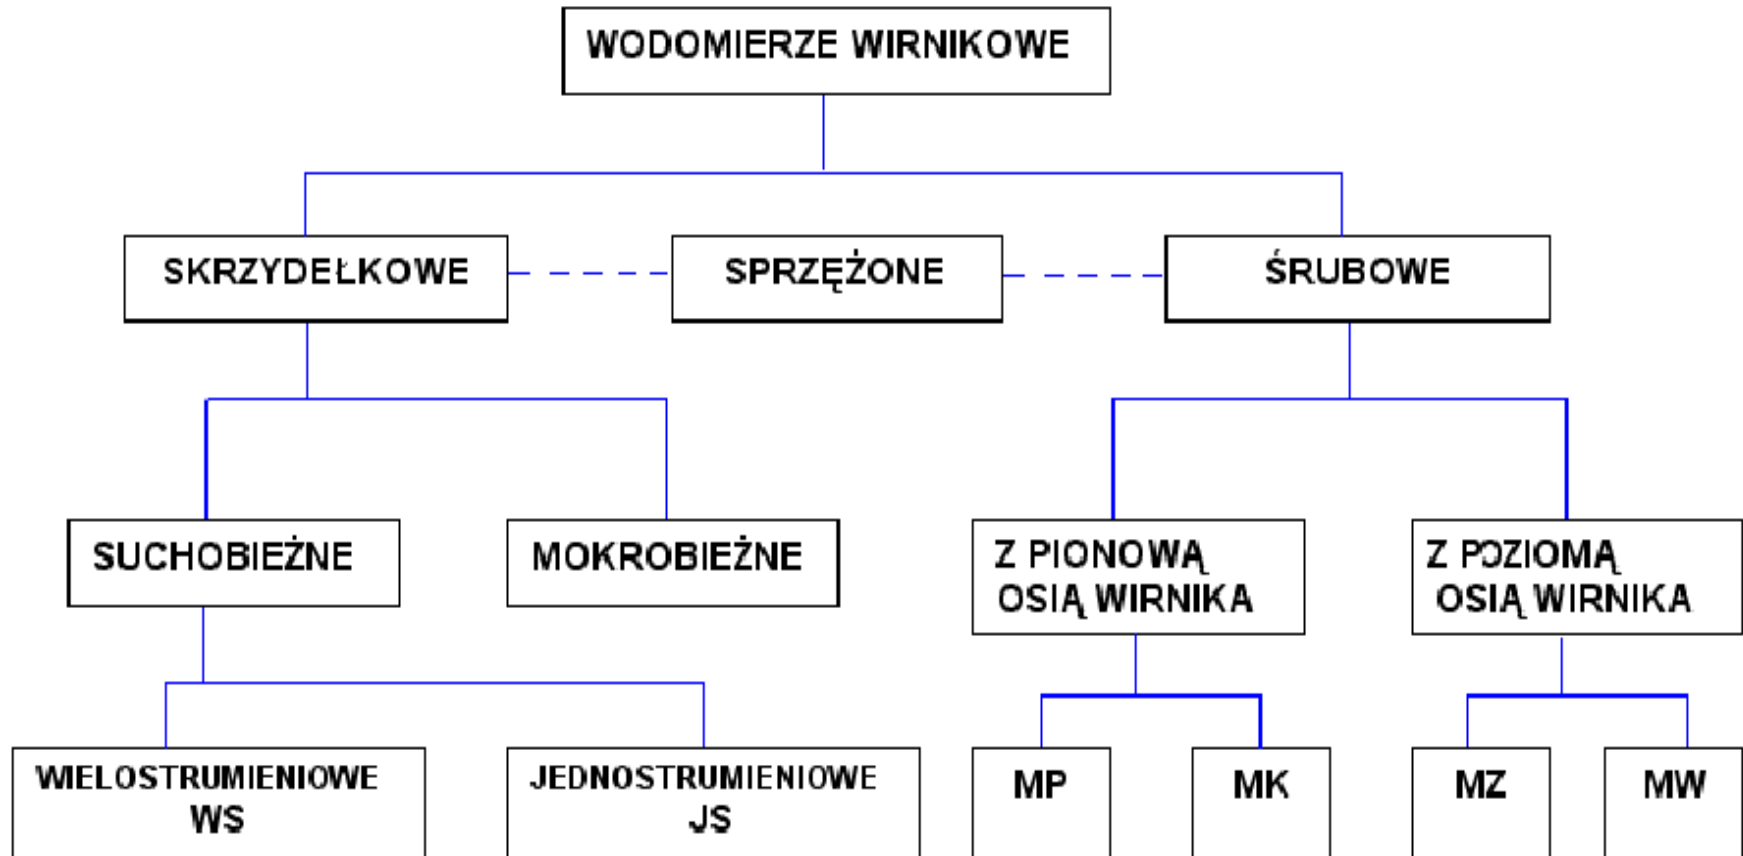 WODOMIERZE WIRNIKOWE
SKRZYDEŁKOWE
SPRZĘŻONE
ŚRUBOWE
SUCHOBIEŻNE
MOKROBIEŻNE
Z PIONOWĄ
OSIĄ WIRNIKA
Z POZIOMĄ
OSIĄ WIRNIKA
WIELOSTRUMIENIOWE
WS
JEDNOSTRUMIENIOWE
JS
MP
MK
MZ
MW